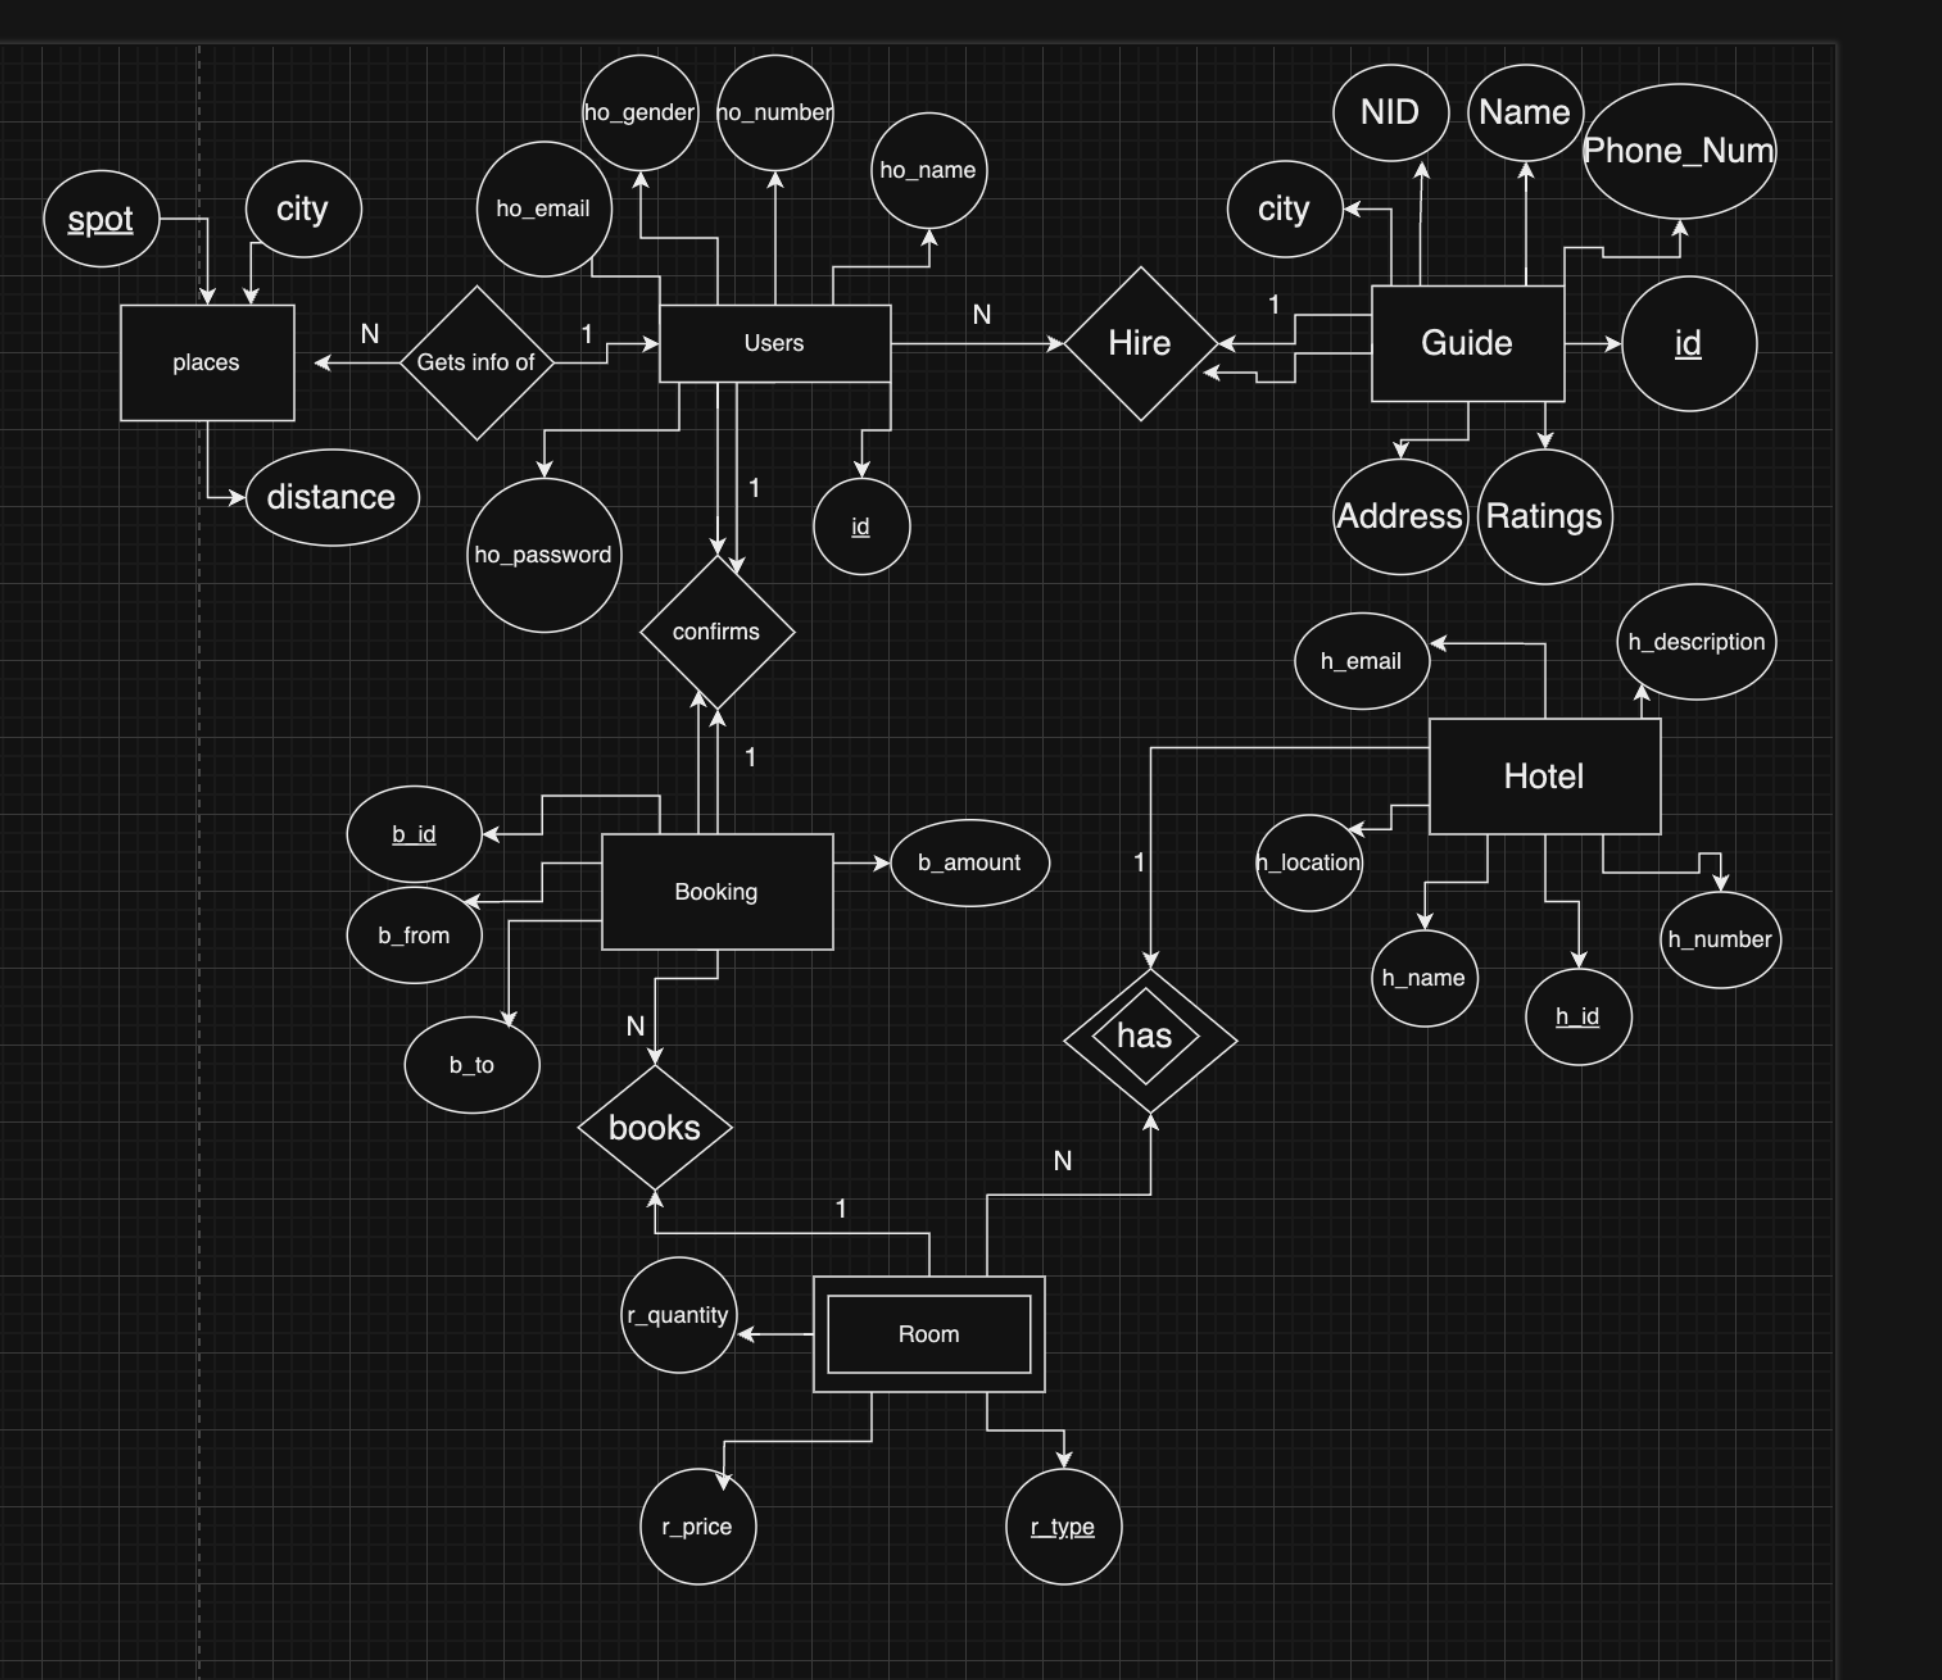 ho_gender
ho_number
NID
Name
Phone_Num
ho_name
spot
city
ho_email
city
N
1
N
1
places
Gets info of
Users
Hire
Guide
id
distance
1
ho_password
id
Address
Ratings
confirms
h_email
h_description
1
Hotel
b_id
b_amount
1
h_location
Booking
b_from
h_name
h_number
N
has
h_id
b_to
books
N
1
r_quantity
Room
r_price
r_type